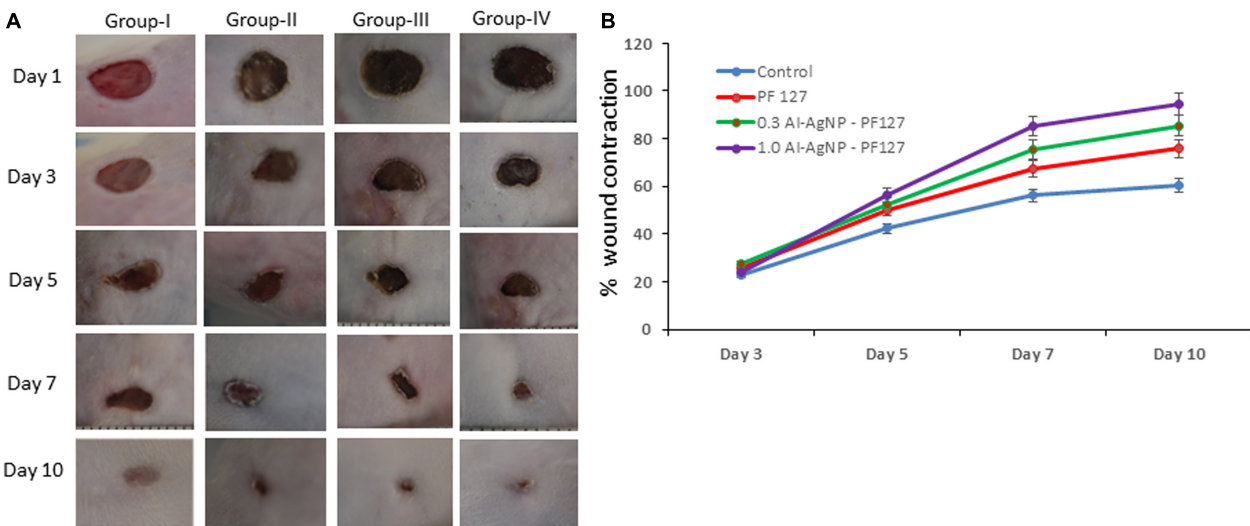 A
Group-I Group-II Group-III Group-IV
Day 1
Day 3
Day 5
Day 7
Day 10
B
% wound contraction
120
100
80
60
40
20
0
Control
PF 127
0.3 AI-AgNP - PF127
1.0 AI-AgNP - PF127
Day 3 Day 5 Day 7 Day 10